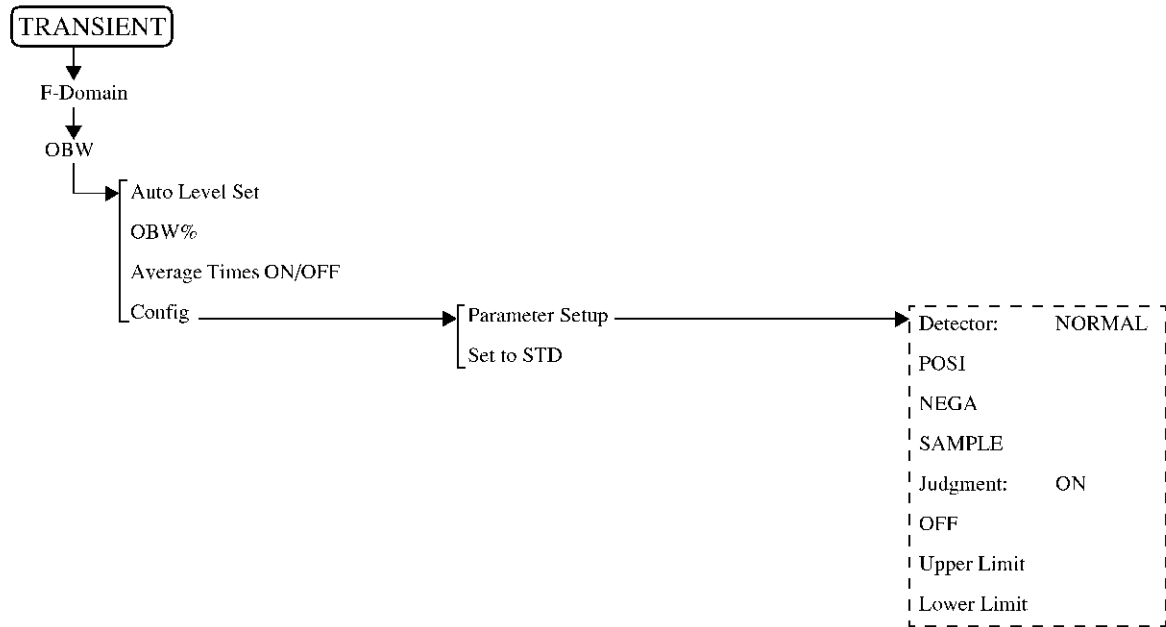 TRANSIENT
F-Domain
OBW
Auto Level Set
OBW%
Average Times ON/OFF
Config
Parameter Setup
Set to STD
Detector: NORMAL
POSI
NEGA
SAMPLE
Judgment: ON
OFF
Upper Limit
Lower Limit